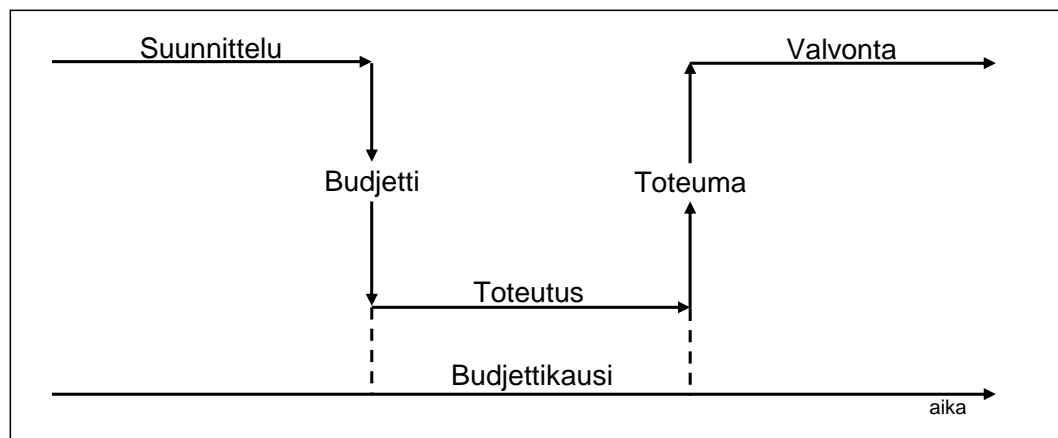 Suunnittelu
Valvonta
Budjetti
Toteuma
Toteutus
Budjettikausi
aika